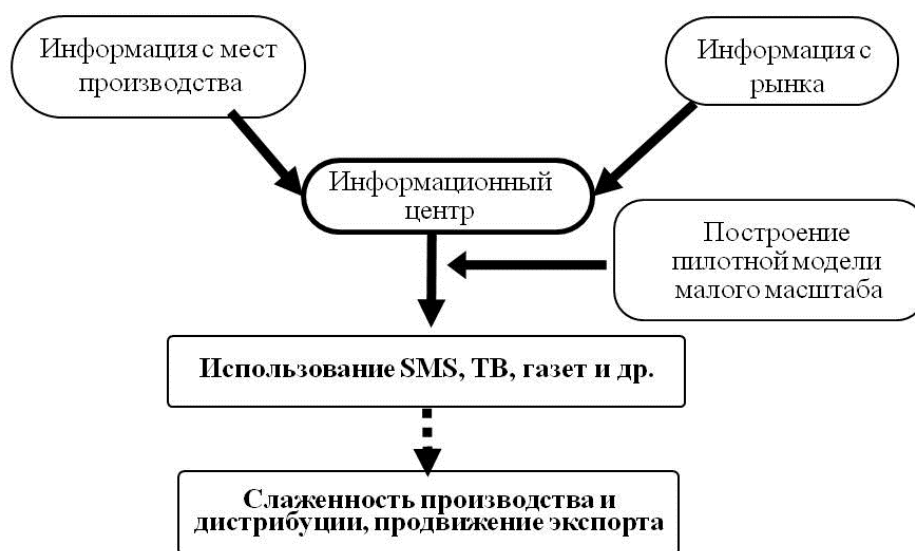 Информация с мест
производства
Информация с
рынка
Информационный
центр
Построение
пилотной модели
малого масштаба
Использование SMS, ТВ, газет и др.
Слаженность производства и
дистрибуции, продвижение экспорта